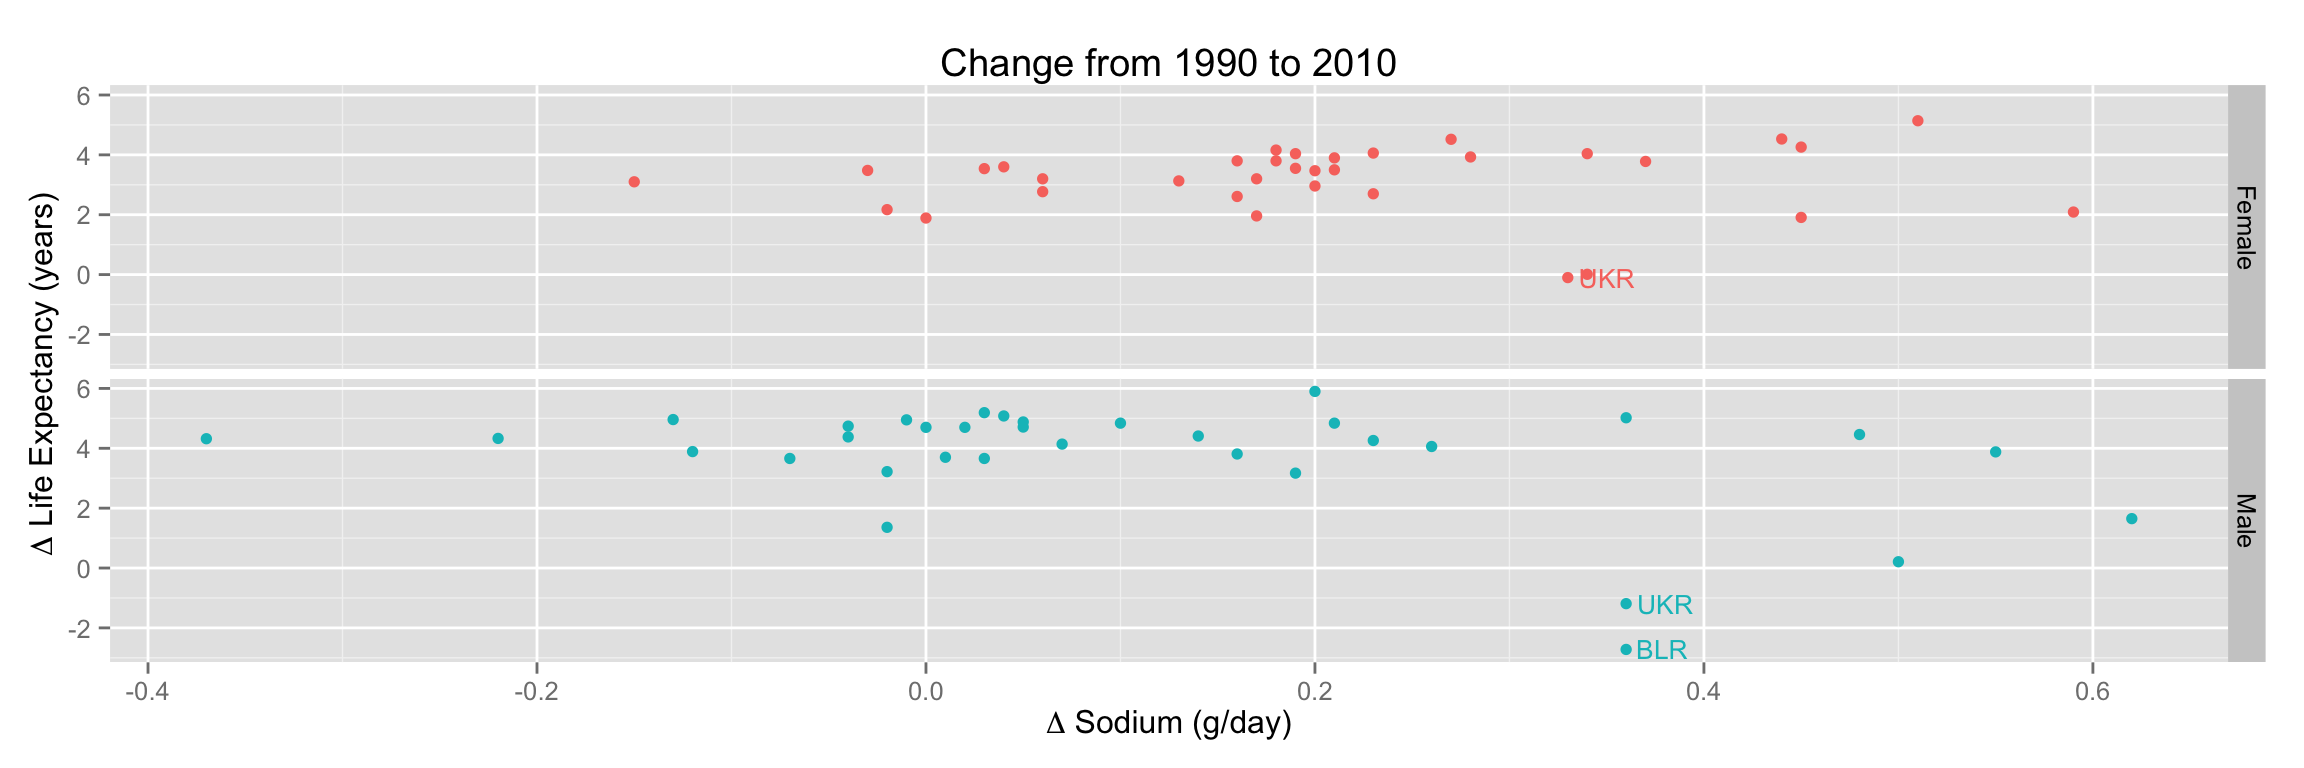 Change from 1990 to 2010
Δ Life Expectancy (years)
6
4
2
0
-2
UKR
Female
6
4
2
0
-2
UKR
BLR
Male
-0.4 -0.2 0.0 0.2 0.4 0.6
Δ Sodium (g/day)